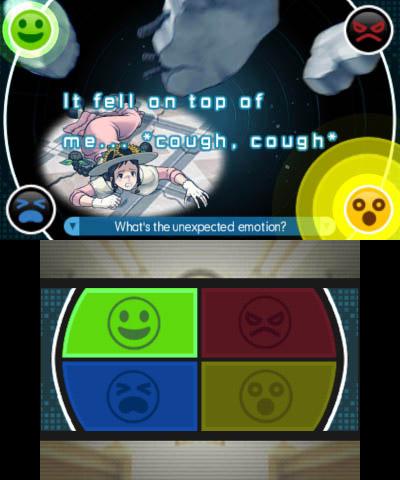 It fell on top of
me.... *cough, cough*
What's the unexpected emotion?